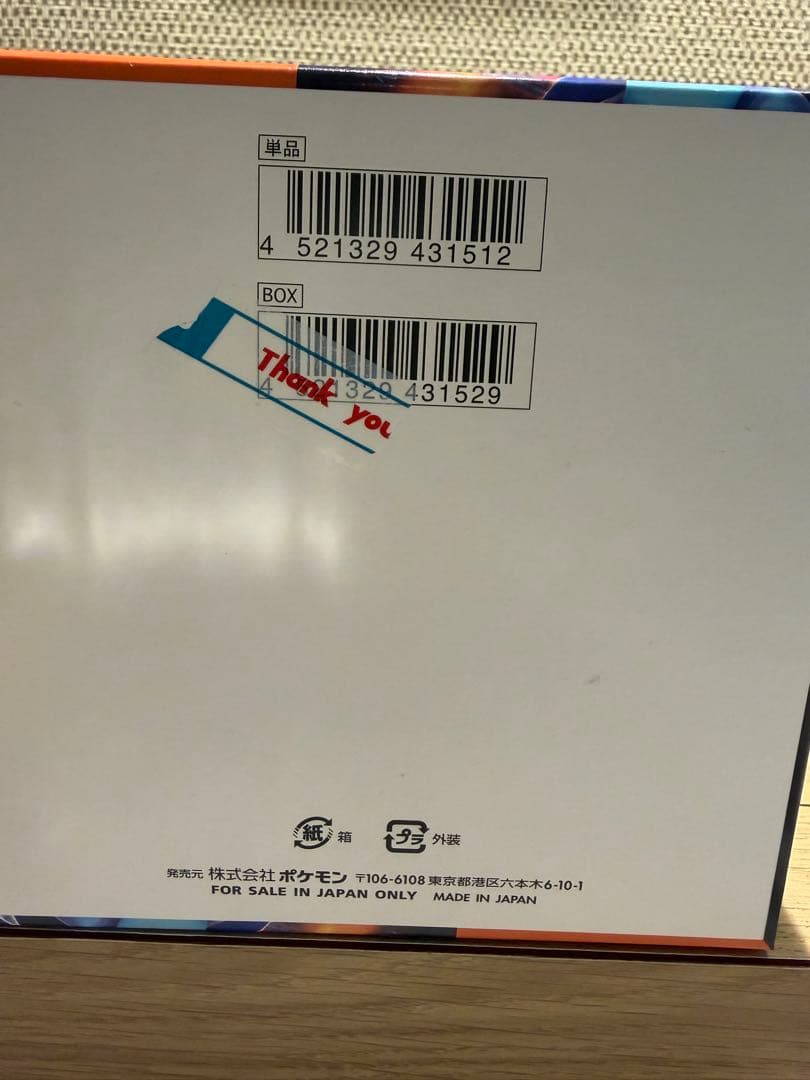 単品
4 521329 431512
BOX
4 521329 431529
Thank you
紙 箱 プラ 外装
発売元 株式会社 ポケモン 〒106-6108 東京都港区六本木6-10-1
FOR SALE IN JAPAN ONLY MADE IN JAPAN